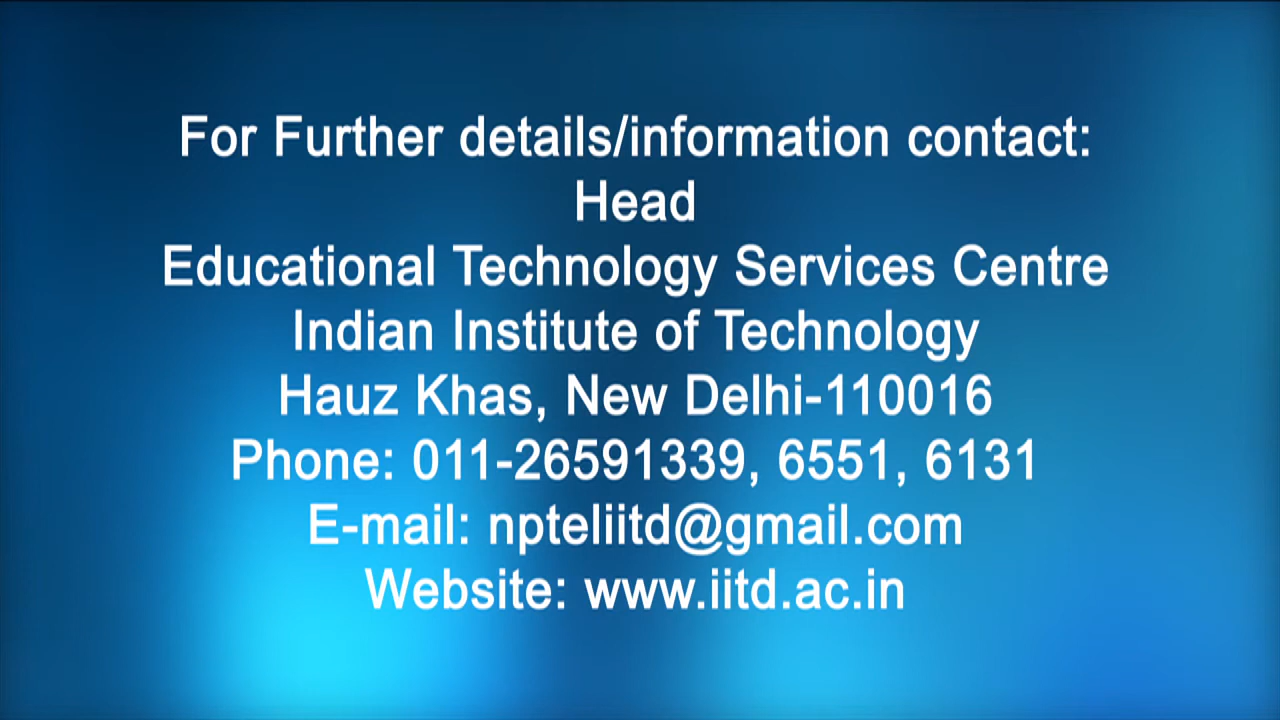 For Further details/information contact:
Head
Educational Technology Services Centre
Indian Institute of Technology
Hauz Khas, New Delhi-110016
Phone: 011-26591339, 6551, 6131
E-mail: npteliitd@gmail.com
Website: www.iitd.ac.in